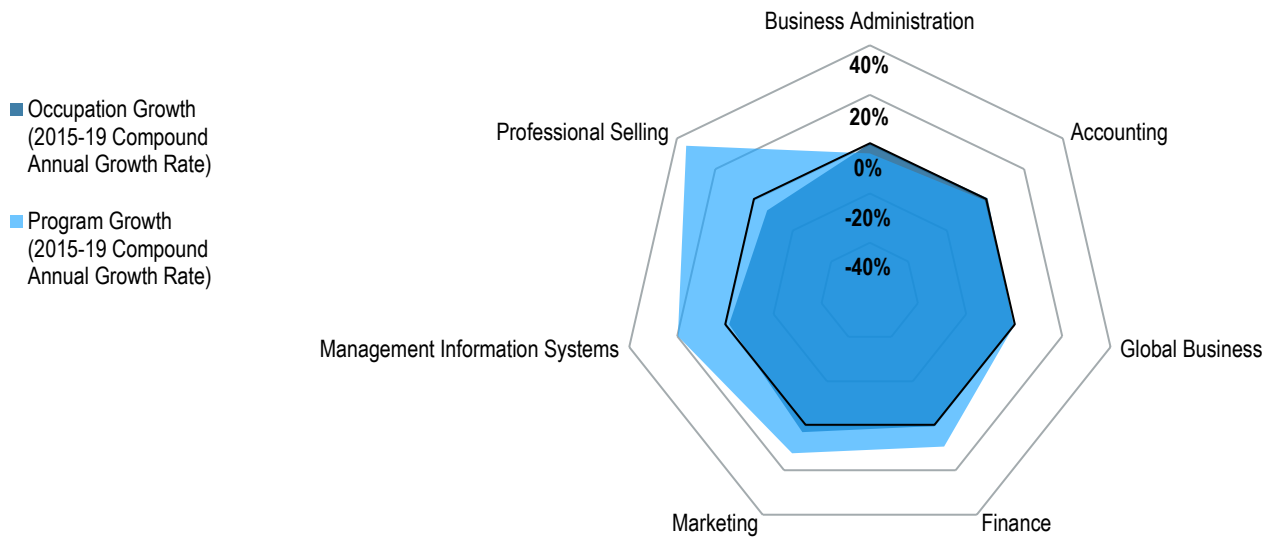 Business Administration
40%
Occupation Growth
(2015-19 Compound
Annual Growth Rate)
20%
Professional Selling
Accounting
0%
Program Growth
(2015-19 Compound
Annual Growth Rate)
-20%
-40%
Management Information Systems
Global Business
Marketing
Finance